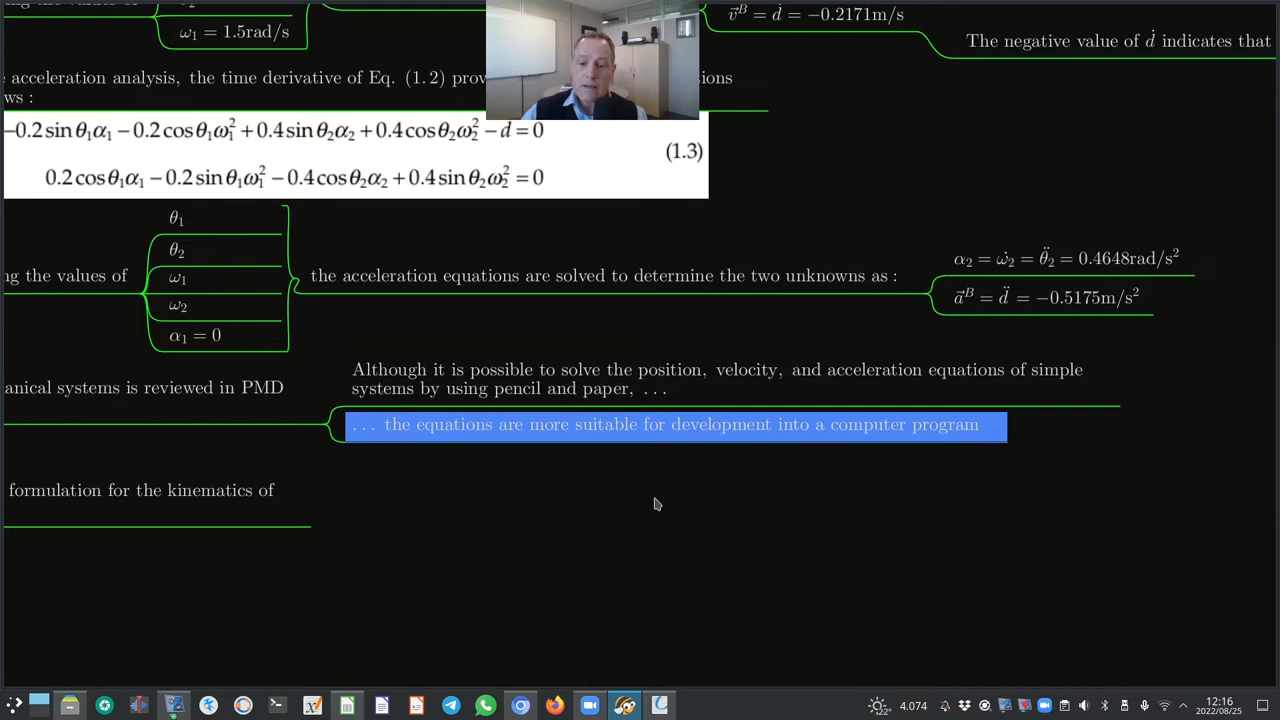 ω₁ = 1.5rad/s
v⃗ᴮ = ḋ = −0.2171m/s
The negative value of ḋ indicates that
acceleration analysis, the time derivative of Eq. (1.2)
ws :
−0.2 sin θ₁α₁ − 0.2 cos θ₁ω₁² + 0.4 sin θ₂α₂ + 0.4 cos θ₂ω₂² − d = 0
(1.3)
0.2 cos θ₁α₁ − 0.2 sin θ₁ω₁² − 0.4 cos θ₂α₂ + 0.4 sin θ₂ω₂² = 0
θ₁
θ₂
ng the values of
ω₁
ω₂
α₁ = 0
the acceleration equations are solved to determine the two unknowns as :
α₂ = ω̇₂ = θ̈₂ = 0.4648rad/s²
a⃗ᴮ = d̈ = −0.5175m/s²
anical systems is reviewed in PMD
Although it is possible to solve the position, velocity, and acceleration equations of simple
systems by using pencil and paper, ...
... the equations are more suitable for development into a computer program
formulation for the kinematics of
+22°
4.074
12:16
2022/08/25